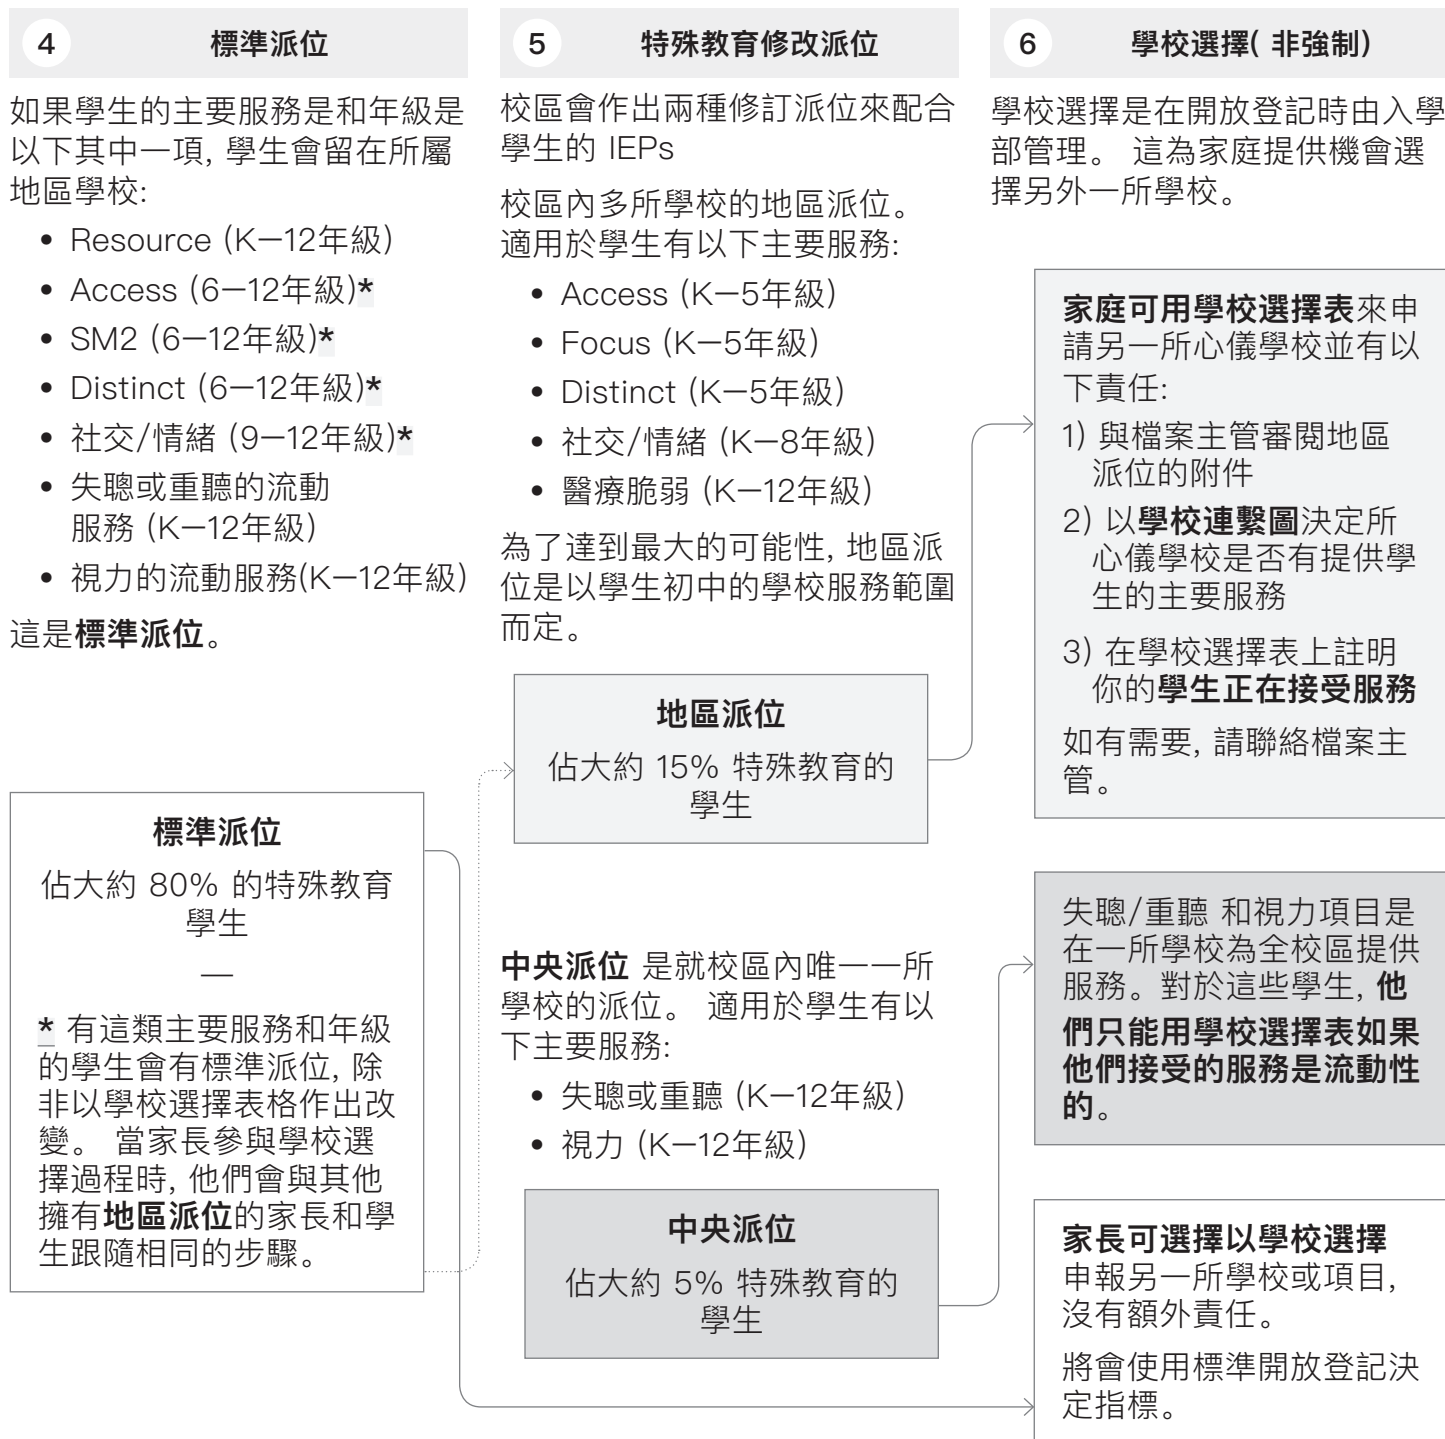 4 標準派位
如果學生的主要服務是和年級是
以下其中一項, 學生會留在所屬
地區學校:
• Resource (K—12年級)
• Access (6—12年級)*
• SM2 (6—12年級)*
• Distinct (6—12年級)*
• 社交/情緒 (9—12年級)*
• 失聰或重聽的流動
服務 (K—12年級)
• 視力的流動服務(K—12年級)
這是標準派位。
標準派位
佔大約 80% 的特殊教育
學生
—
* 有這類主要服務和年級
的學生會有標準派位, 除
非以學校選擇表格作出改
變。 當家長參與學校選
擇過程時, 他們會與其他
擁有地區派位的家長和學
生跟隨相同的步驟。
5 特殊教育修改派位
校區會作出兩種修訂派位來配合
學生的 IEPs
校區內多所學校的地區派位。
適用於學生有以下主要服務:
• Access (K—5年級)
• Focus (K—5年級)
• Distinct (K—5年級)
• 社交/情緒 (K—8年級)
• 醫療脆弱 (K—12年級)
為了達到最大的可能性, 地區派
位是以學生初中的學校服務範圍
而定。
地區派位
佔大約 15% 特殊教育的
學生
中央派位 是就校區內唯一一所
學校的派位。 適用於學生有以
下主要服務:
• 失聰或重聽 (K—12年級)
• 視力 (K—12年級)
中央派位
佔大約 5% 特殊教育的
學生
6 學校選擇( 非強制)
學校選擇是在開放登記時由入學
部管理。 這為家庭提供機會選
擇另外一所學校。
家庭可用學校選擇表來申
請另一所心儀學校並有以
下責任:
1) 與檔案主管審閱地區
派位的附件
2) 以學校連繫圖決定所
心儀學校是否有提供學
生的主要服務
3) 在學校選擇表上註明
你的學生正在接受服務
如有需要, 請聯絡檔案主
管。
失聰/重聽 和視力項目是
在一所學校為全校區提供
服務。對於這些學生, 他
們只能用學校選擇表如果
他們接受的服務是流動性
的。
家長可選擇以學校選擇
申報另一所學校或項目,
沒有額外責任。
將會使用標準開放登記決
定指標。